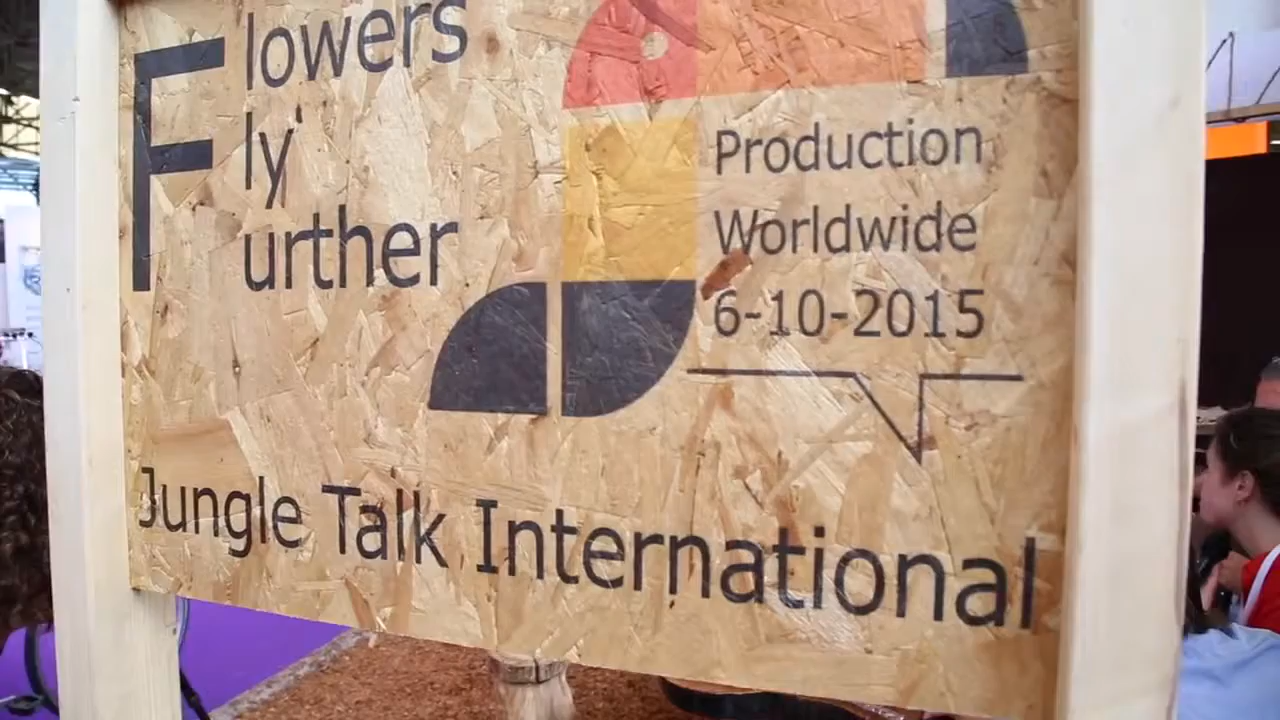 Flowers
Fly
Further
Production
Worldwide
6-10-2015
Jungle Talk International